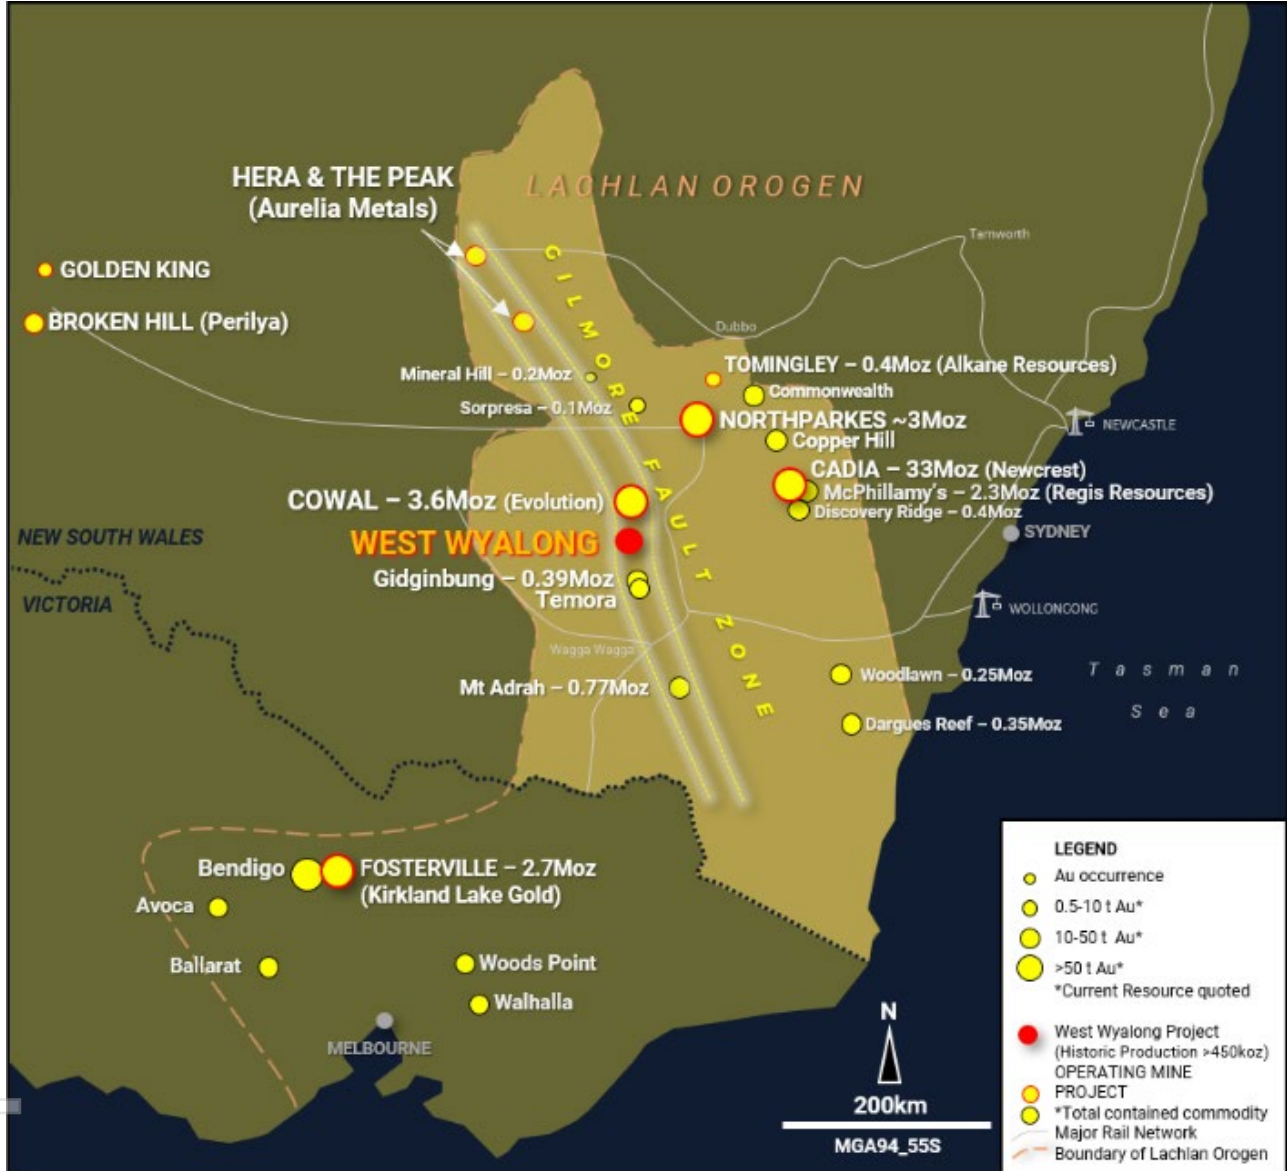 HERA & THE PEAK
(Aurelia Metals)
LACHLAN OROGEN
GILMORE FAULT ZONE
Tamworth
GOLDEN KING
BROKEN HILL (Perilya)
Dubbo
Mineral Hill – 0.2Moz
TOMINGLEY – 0.4Moz (Alkane Resources)
Commonwealth
Sorpresa – 0.1Moz
NORTHPARKES ~3Moz
NEWCASTLE
Copper Hill
CADIA – 33Moz (Newcrest)
COWAL – 3.6Moz (Evolution)
McPhillamy's – 2.3Moz (Regis Resources)
Discovery Ridge – 0.4Moz
NEW SOUTH WALES
WEST WYALONG
SYDNEY
Gidginbung – 0.39Moz
Temora
VICTORIA
WOLLONGONG
Wagga Wagga
Mt Adrah – 0.77Moz
Woodlawn – 0.25Moz
Tasman
Sea
Dargues Reef – 0.35Moz
Bendigo
FOSTERVILLE – 2.7Moz
(Kirkland Lake Gold)
Avoca
Ballarat
Woods Point
Walhalla
MELBOURNE
N
200km
MGA94_55S
LEGEND
Au occurrence
0.5-10 t Au*
10-50 t Au*
>50 t Au*
*Current Resource quoted
West Wyalong Project
(Historic Production >450koz)
OPERATING MINE
PROJECT
*Total contained commodity
Major Rail Network
Boundary of Lachlan Orogen